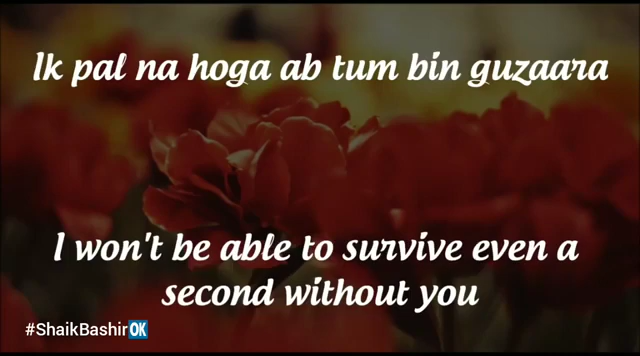 Ik pal na hoga ab tum bin guzaara
I won't be able to survive even a
second without you
#ShaikBashir🆗